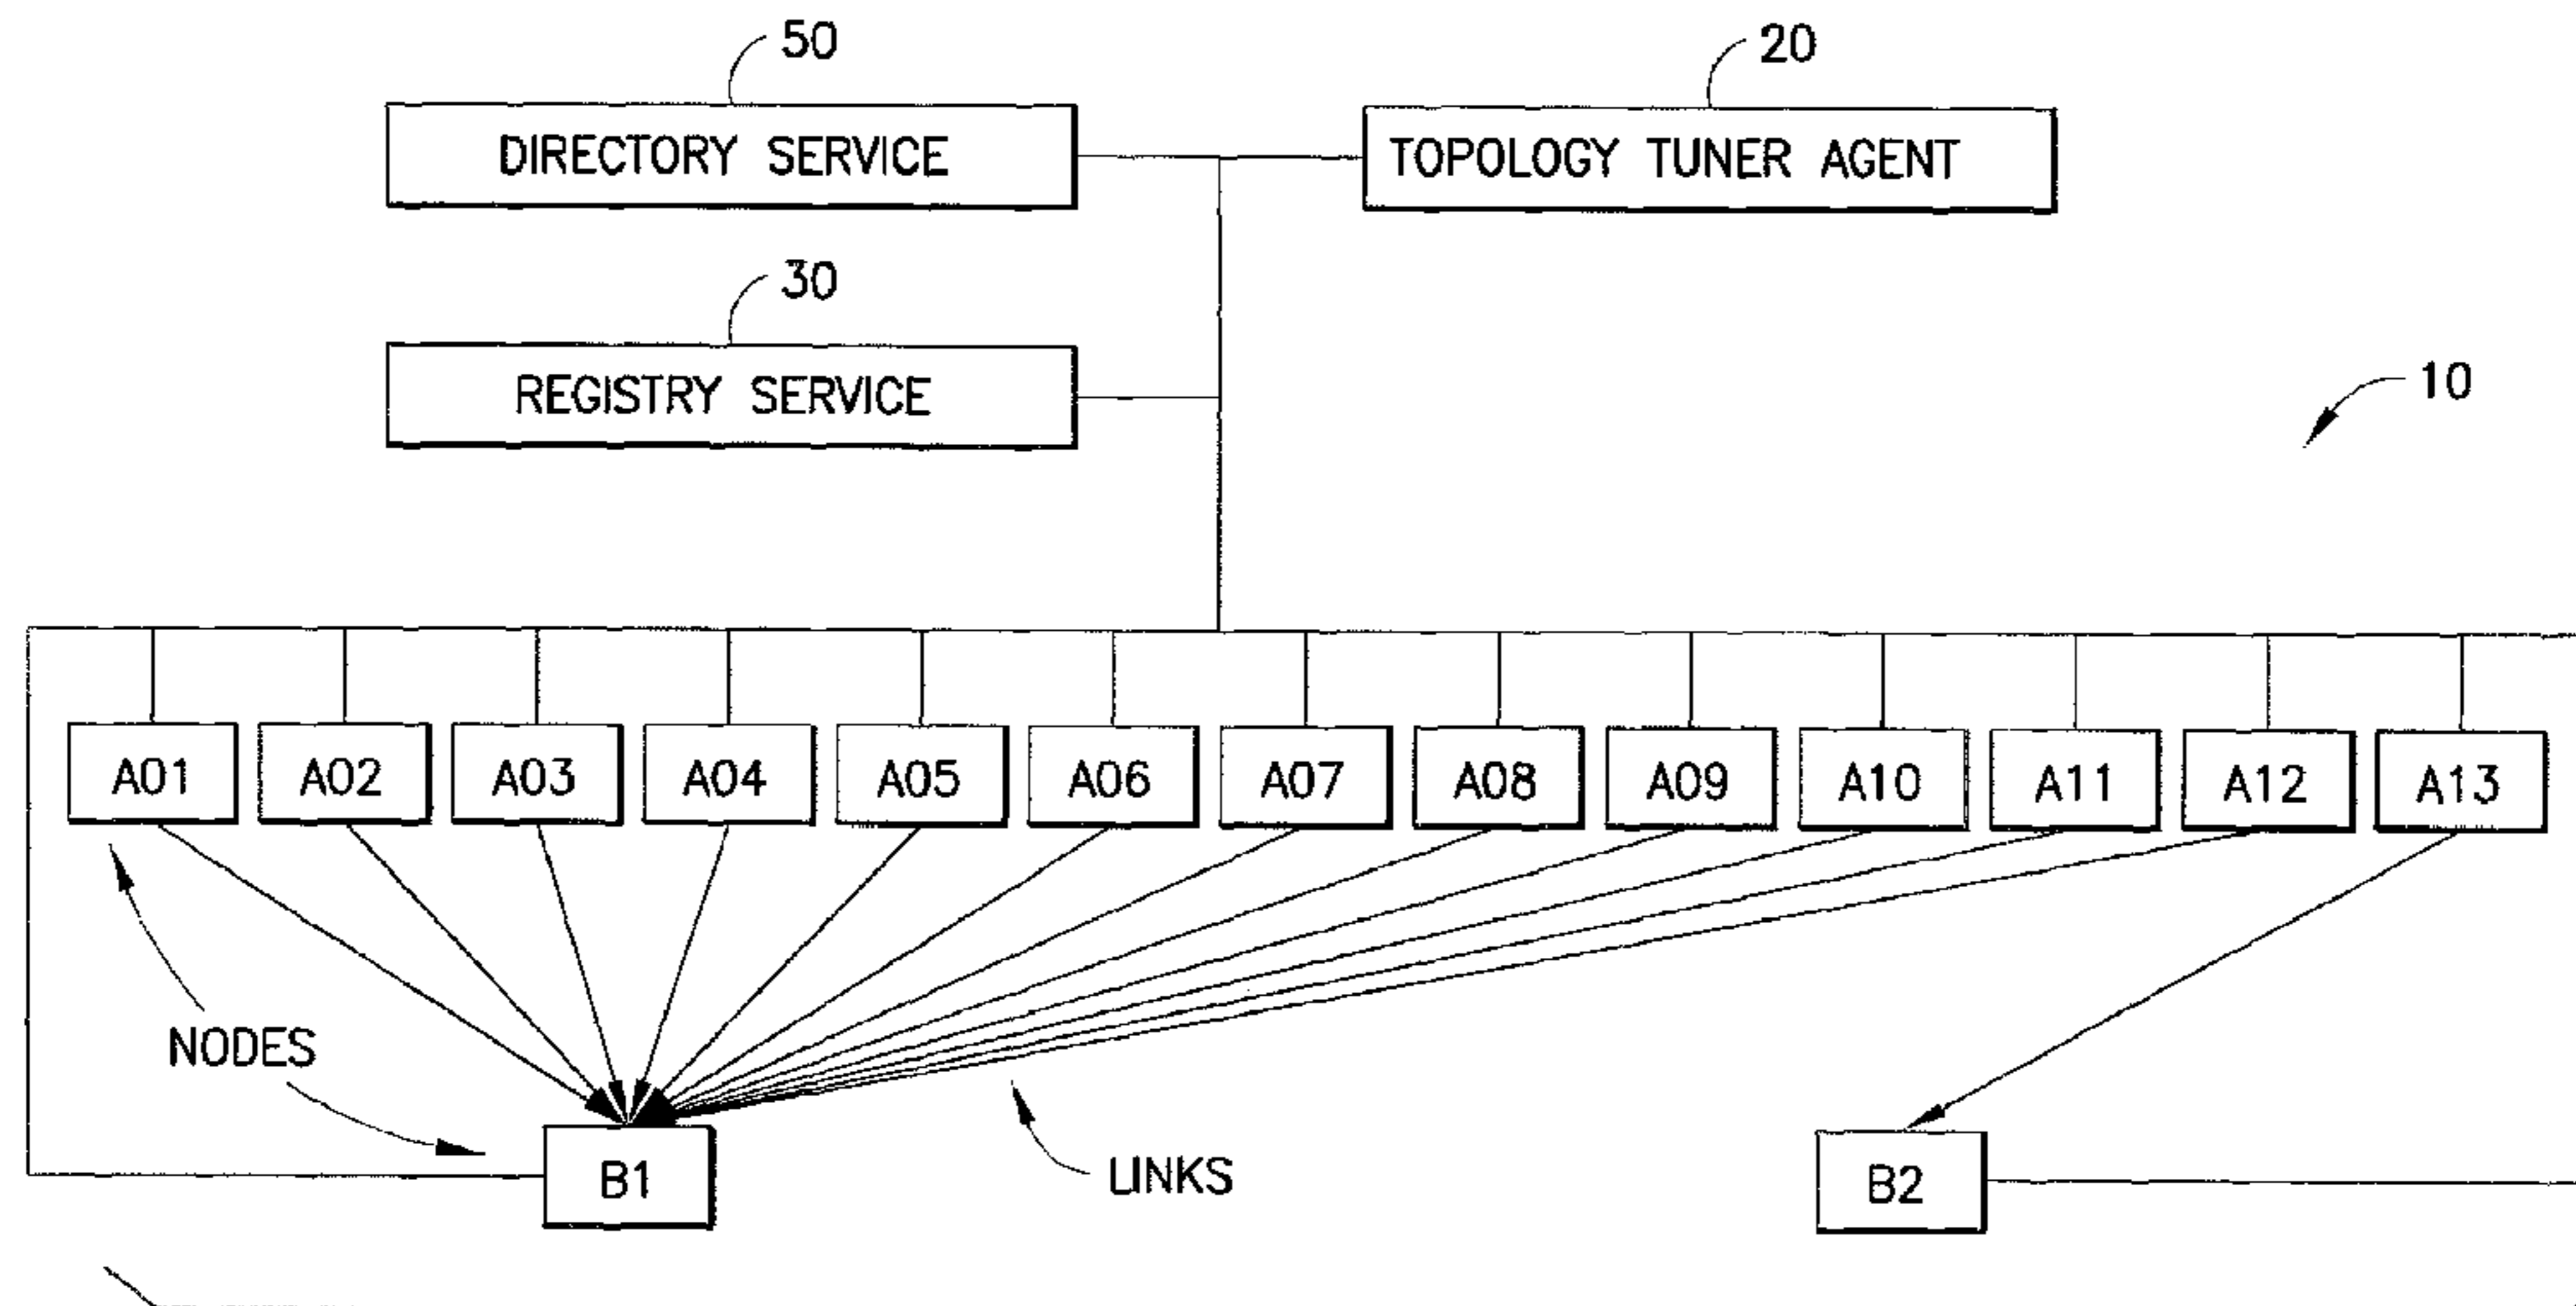 50
20
DIRECTORY SERVICE
TOPOLOGY TUNER AGENT
30
REGISTRY SERVICE
10
A01
A02
A03
A04
A05
A06
A07
A08
A09
A10
A11
A12
A13
NODES
LINKS
B1
B2